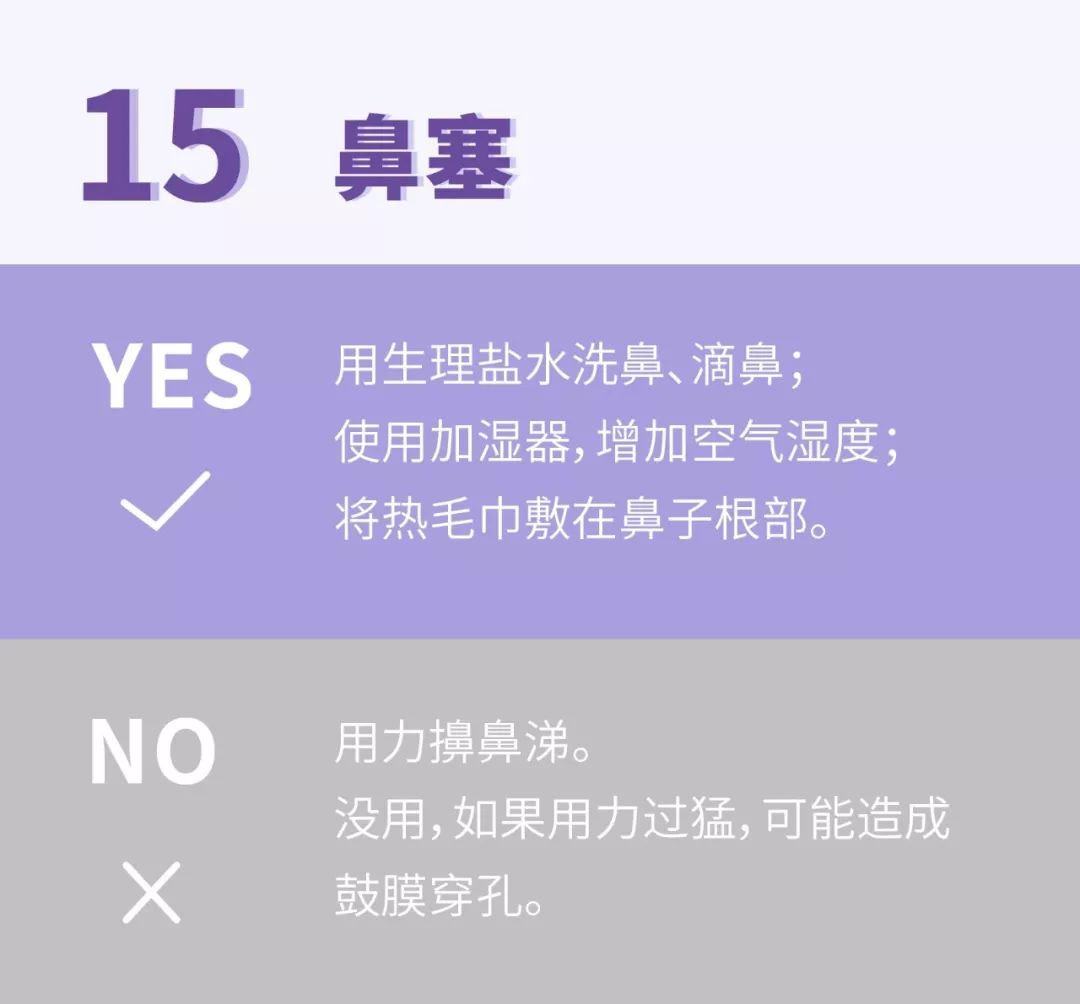 15 鼻塞
YES
用生理盐水洗鼻、滴鼻；
使用加湿器，增加空气湿度；
将热毛巾敷在鼻子根部。
NO
用力擤鼻涕。
没用，如果用力过猛，可能造成
鼓膜穿孔。